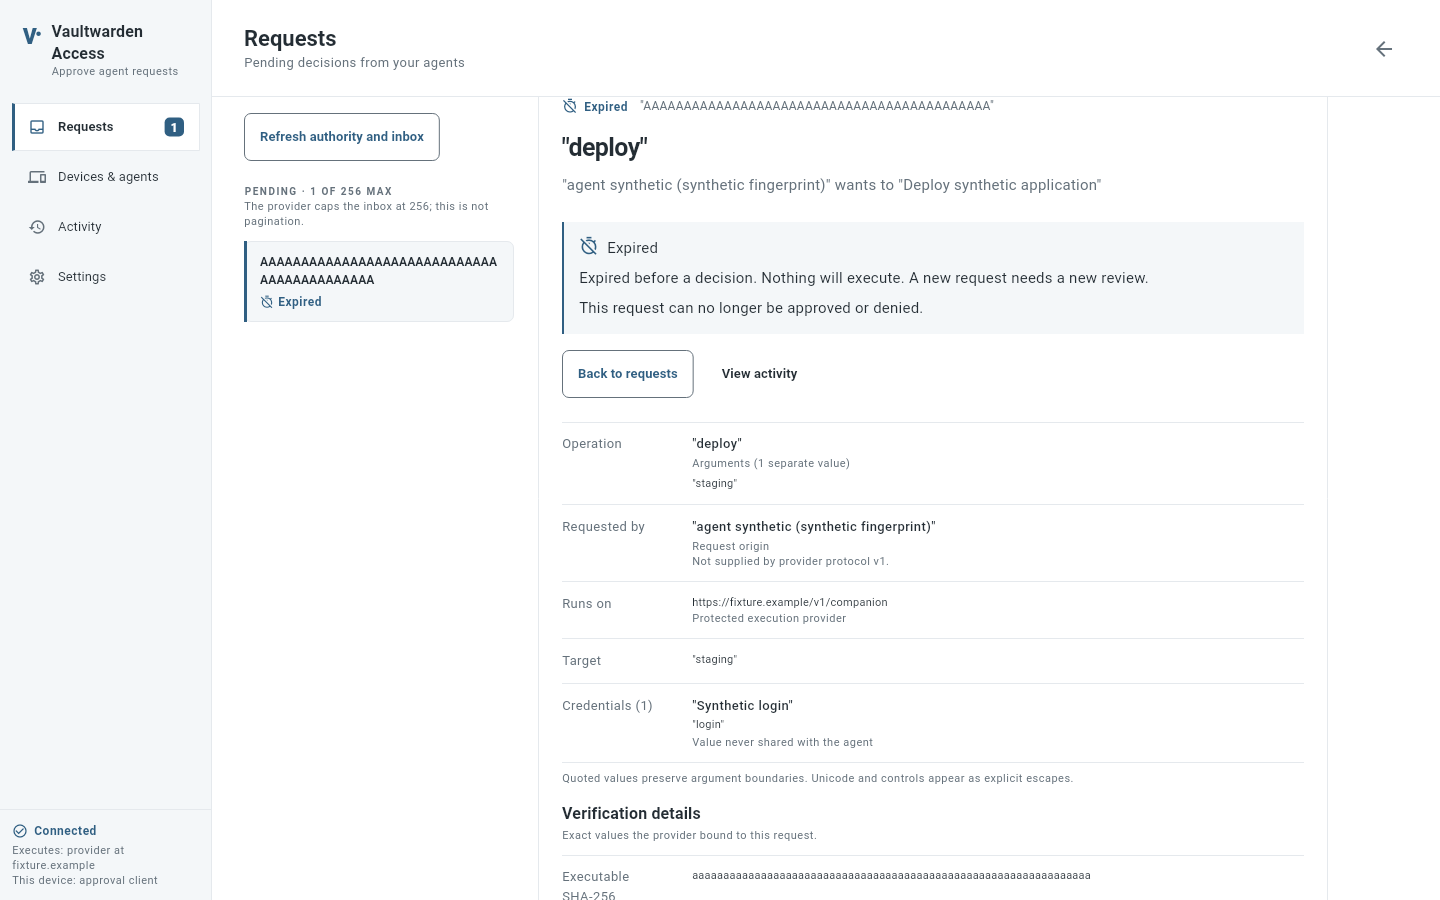 Vaultwarden
Access
Approve agent requests
Requests
1
Devices & agents
Activity
Settings
Connected
Executes: provider at
fixture.example
This device: approval client
Requests
Pending decisions from your agents
Refresh authority and inbox
PENDING · 1 OF 256 MAX
The provider caps the inbox at 256; this is not
pagination.
AAAAAAAAAAAAAAAAAAAAAAAAAAAAA
AAAAAAAAAAAAAA
Expired
Expired
"AAAAAAAAAAAAAAAAAAAAAAAAAAAAAAAAAAAAAAAAAAA"
"deploy"
"agent synthetic (synthetic fingerprint)" wants to "Deploy synthetic application"
Expired
Expired before a decision. Nothing will execute. A new request needs a new review.
This request can no longer be approved or denied.
Back to requests
View activity
Operation
"deploy"
Arguments (1 separate value)
"staging"
Requested by
"agent synthetic (synthetic fingerprint)"
Request origin
Not supplied by provider protocol v1.
Runs on
https://fixture.example/v1/companion
Protected execution provider
Target
"staging"
Credentials (1)
"Synthetic login"
"login"
Value never shared with the agent
Quoted values preserve argument boundaries. Unicode and controls appear as explicit escapes.
Verification details
Exact values the provider bound to this request.
Executable
SHA-256
aaaaaaaaaaaaaaaaaaaaaaaaaaaaaaaaaaaaaaaaaaaaaaaaaaaaaaaaaaaaaaaa